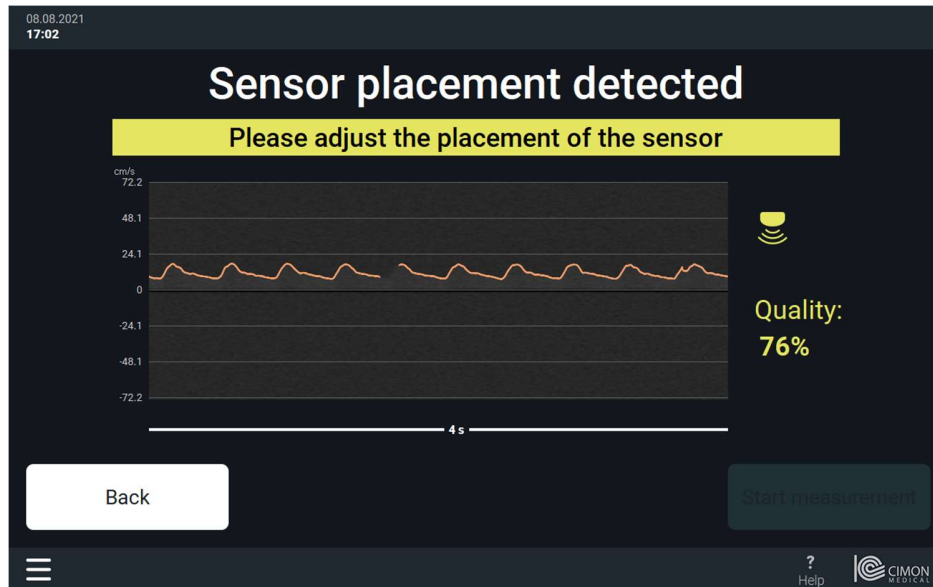 08.08.2021
17:02
Sensor placement detected
Please adjust the placement of the sensor
cm/s
72.2
48.1
24.1
0
-24.1
-48.1
-72.2
4 s
Quality:
76%
Back
Start measurement
?
Help
CIMON
MEDICAL